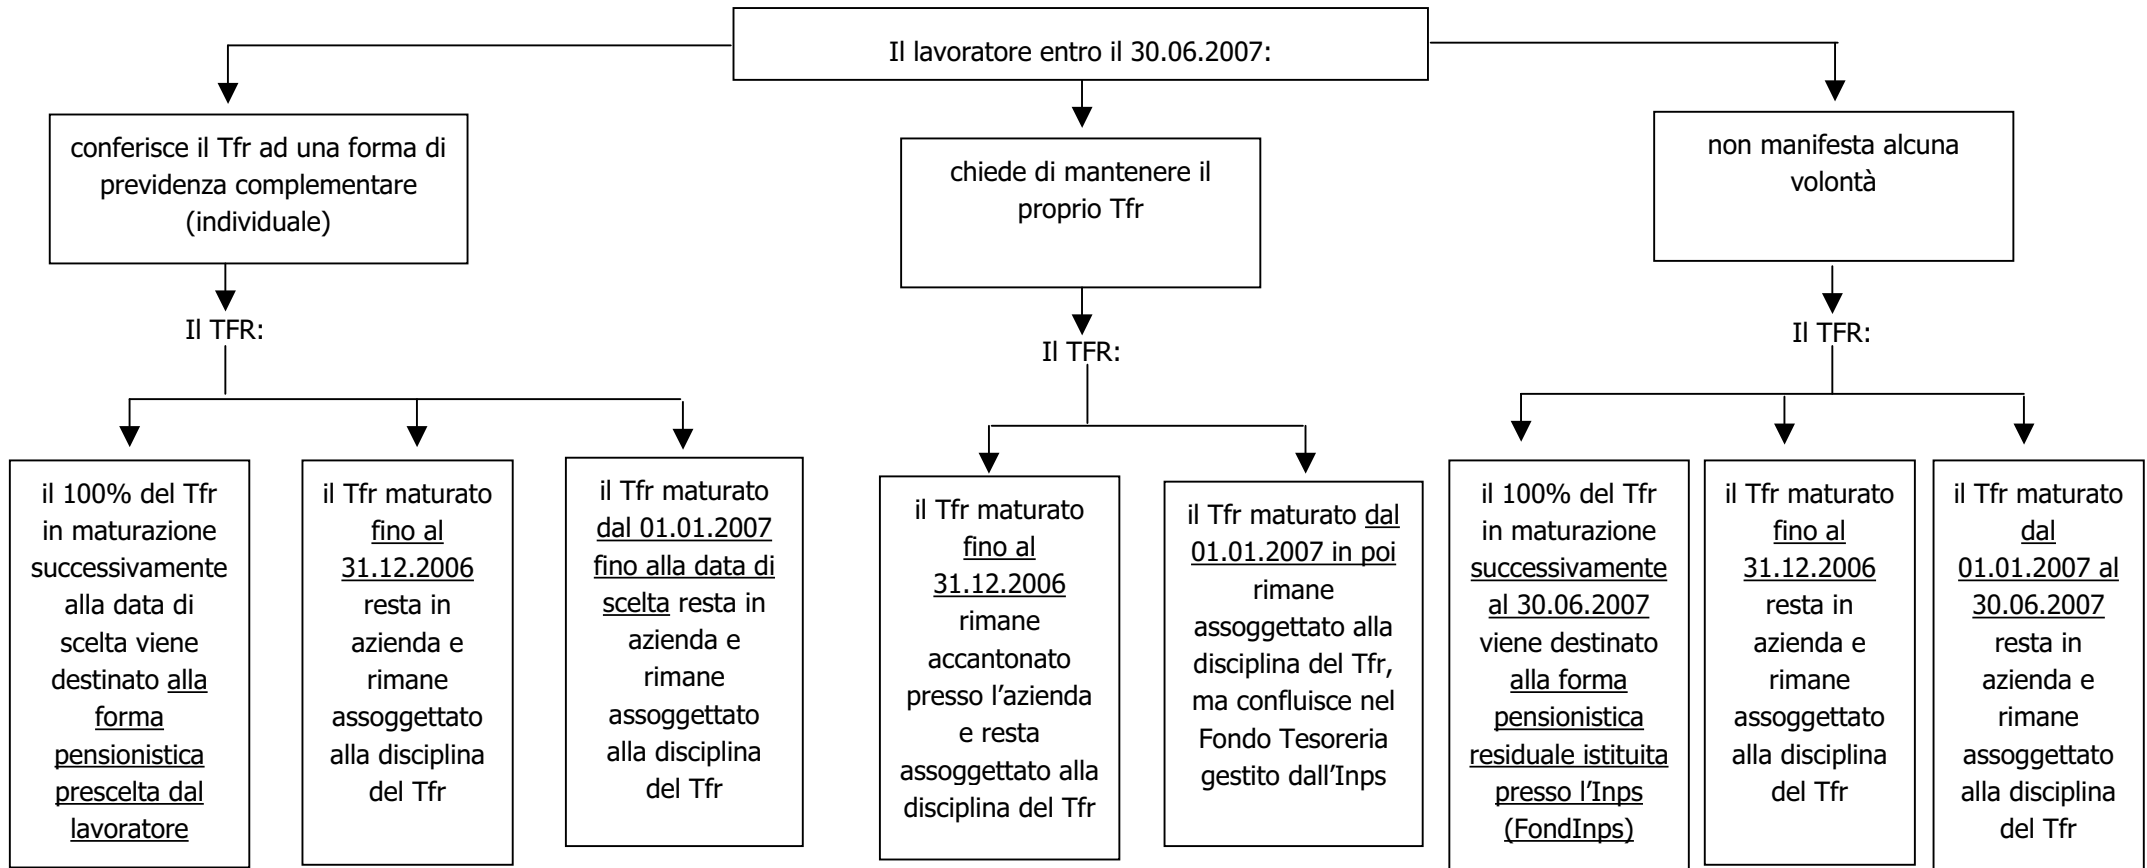 Il lavoratore entro il 30.06.2007:
conferisce il Tfr ad una forma di
previdenza complementare
(individuale)
chiede di mantenere il
proprio Tfr
non manifesta alcuna
volontà
Il TFR:
Il TFR:
Il TFR:
il 100% del Tfr
in maturazione
successivamente
alla data di
scelta viene
destinato alla
forma
pensionistica
prescelta dal
lavoratore
il Tfr maturato
fino al
31.12.2006
resta in
azienda e
rimane
assoggettato
alla disciplina
del Tfr
il Tfr maturato
dal 01.01.2007
fino alla data di
scelta resta in
azienda e
rimane
assoggettato
alla disciplina
del Tfr
il Tfr maturato
fino al
31.12.2006
rimane
accantonato
presso l'azienda
e resta
assoggettato alla
disciplina del Tfr
il Tfr maturato dal
01.01.2007 in poi
rimane
assoggettato alla
disciplina del Tfr,
ma confluisce nel
Fondo Tesoreria
gestito dall'Inps
il 100% del Tfr
in maturazione
successivamente
al 30.06.2007
viene destinato
alla forma
pensionistica
residuale istituita
presso l'Inps
(FondInps)
il Tfr maturato
fino al
31.12.2006
resta in
azienda e
rimane
assoggettato
alla disciplina
del Tfr
il Tfr maturato
dal
01.01.2007 al
30.06.2007
resta in
azienda e
rimane
assoggettato
alla disciplina
del Tfr